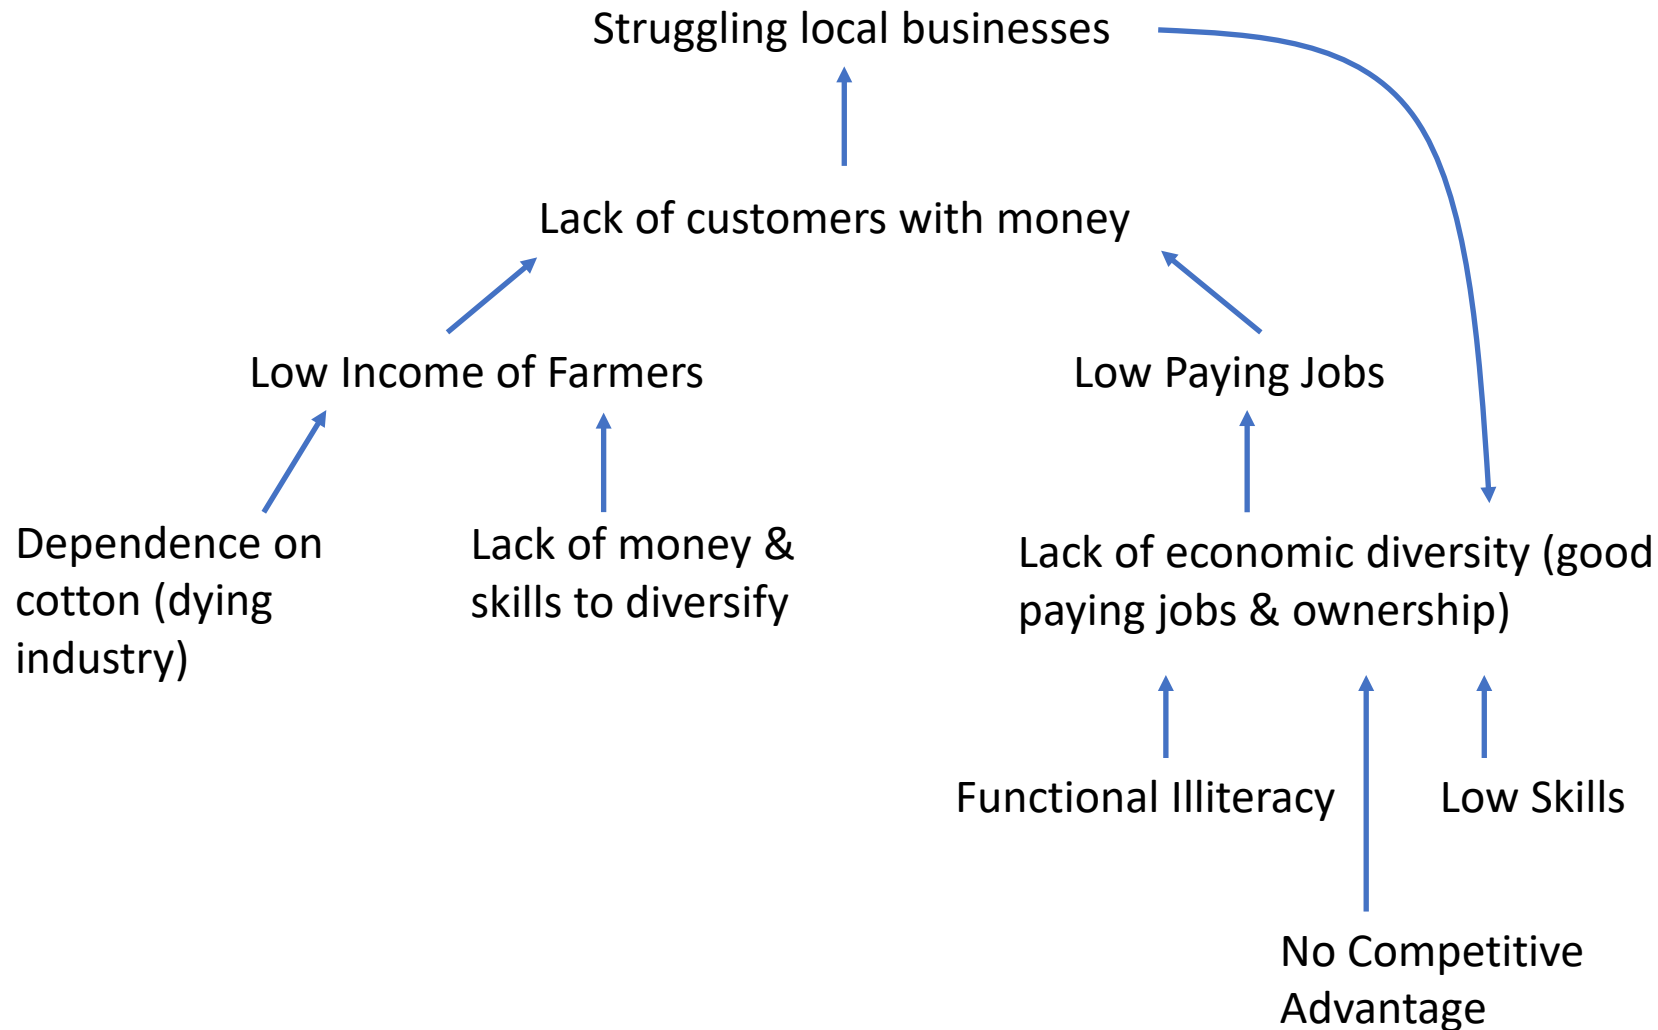 Struggling local businesses
Lack of customers with money
Low Income of Farmers
Low Paying Jobs
Dependence on
cotton (dying
industry)
Lack of money &
skills to diversify
Lack of economic diversity (good
paying jobs & ownership)
Functional Illiteracy
Low Skills
No Competitive
Advantage